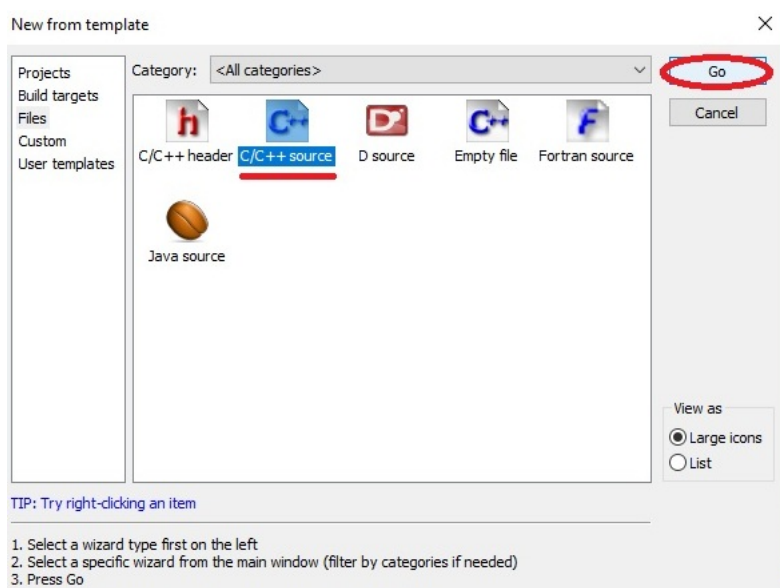 New from template
Projects
Build targets
Files
Custom
User templates
Category: <All categories>
Go
Cancel
h
C++
D
C++
F
C/C++ header C/C++ source D source Empty file Fortran source
Java source
View as
Large icons
List
TIP: Try right-clicking an item
1. Select a wizard type first on the left
2. Select a specific wizard from the main window (filter by categories if needed)
3. Press Go